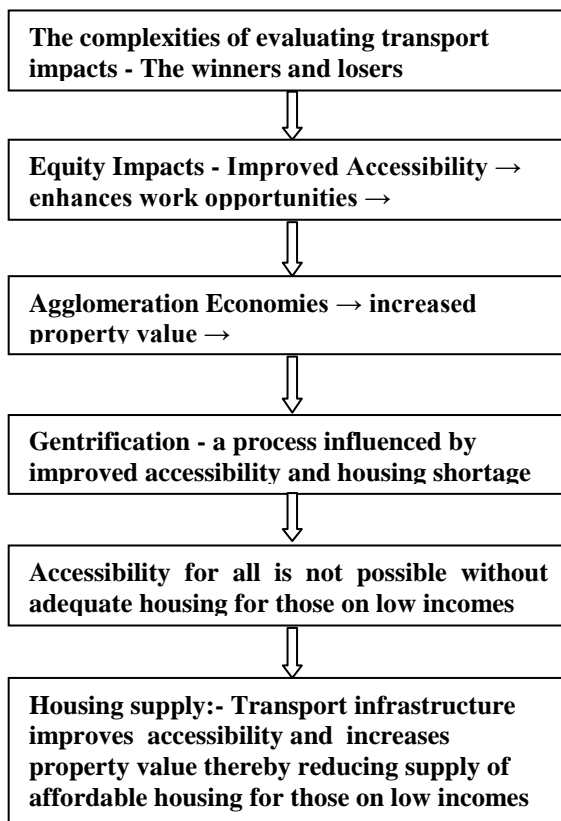 The complexities of evaluating transport
impacts - The winners and losers
Equity Impacts - Improved Accessibility →
enhances work opportunities →
Agglomeration Economies → increased
property value →
Gentrification - a process influenced by
improved accessibility and housing shortage
Accessibility for all is not possible without
adequate housing for those on low incomes
Housing supply:- Transport infrastructure
improves accessibility and increases
property value thereby reducing supply of
affordable housing for those on low incomes